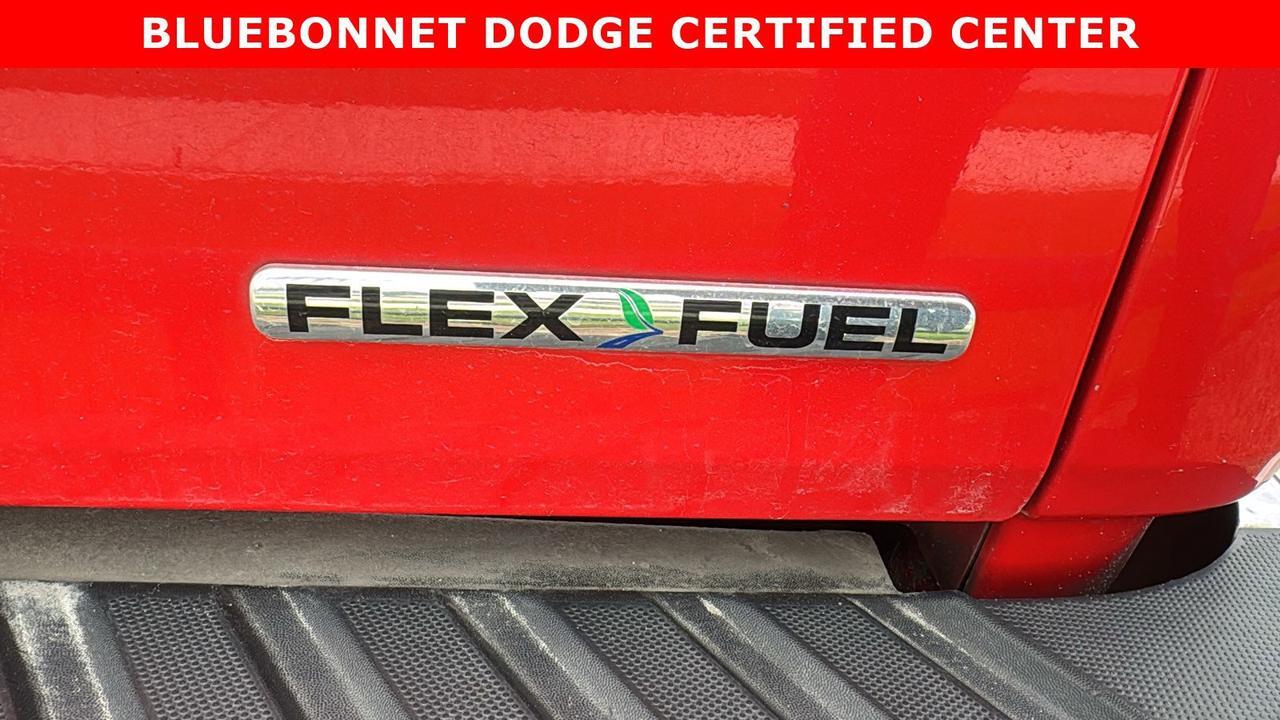 BLUEBONNET DODGE CERTIFIED CENTER
FLEX FUEL